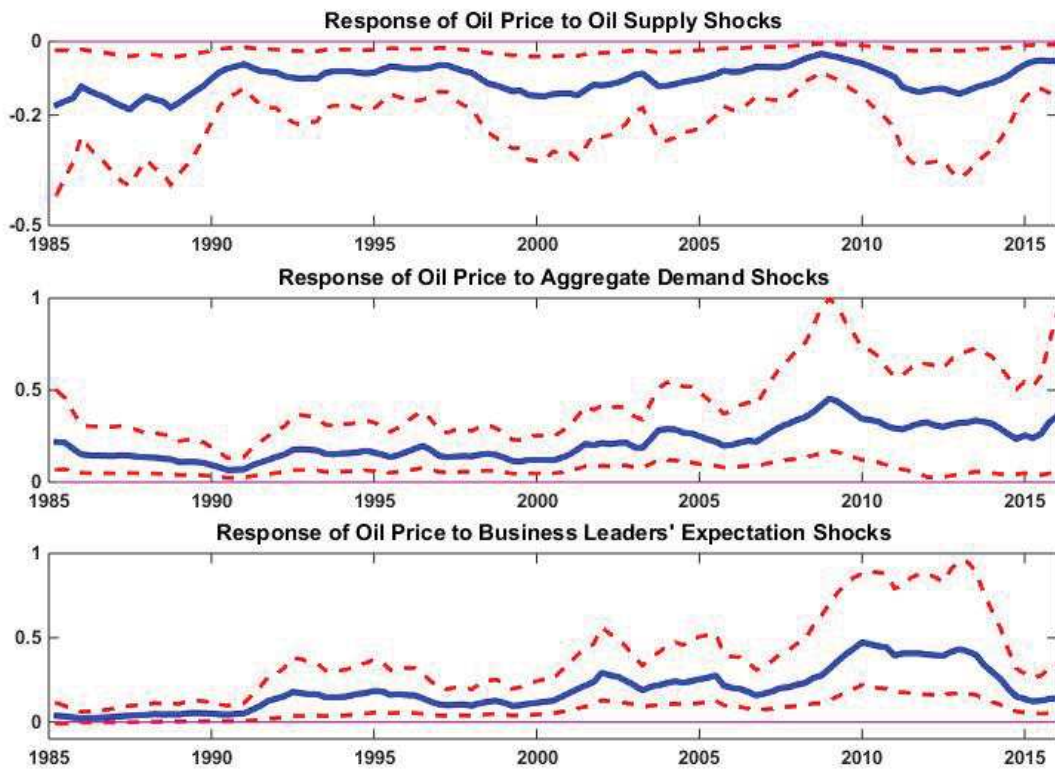 Response of Oil Price to Oil Supply Shocks
0
-0.2
-0.5
1985 1990 1995 2000 2005 2010 2015
Response of Oil Price to Aggregate Demand Shocks
1
0.5
0
1985 1990 1995 2000 2005 2010 2015
Response of Oil Price to Business Leaders' Expectation Shocks
1
0.5
0
1985 1990 1995 2000 2005 2010 2015